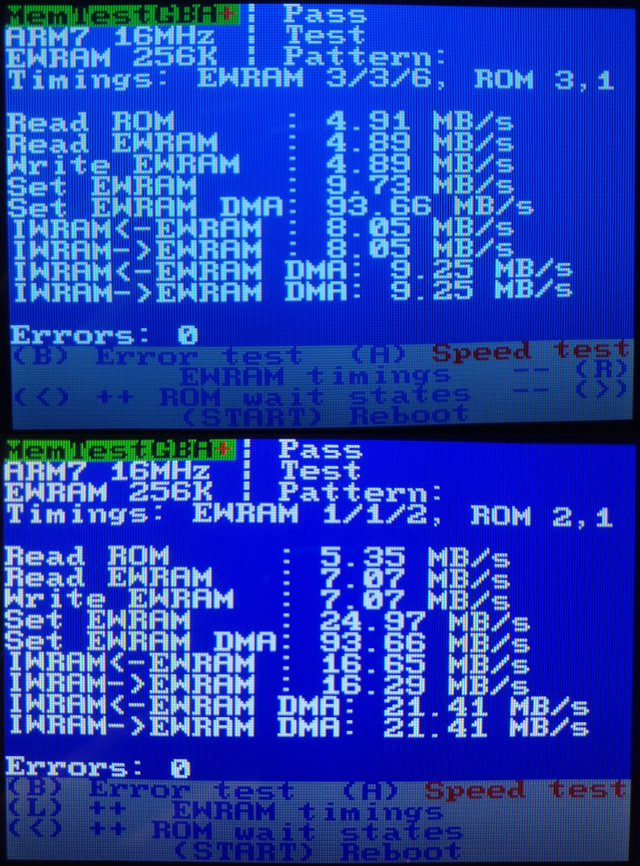 MemTestGBA+ ¦ Pass
ARM7 16MHz ¦ Test
EWRAM 256K ¦ Pattern:
Timings: EWRAM 3/3/6, ROM 3,1
Read ROM : 4.91 MB/s
Read EWRAM : 4.89 MB/s
Write EWRAM : 4.89 MB/s
Set EWRAM : 9.73 MB/s
Set EWRAM DMA: 93.66 MB/s
IWRAM<-EWRAM : 8.05 MB/s
IWRAM->EWRAM : 8.05 MB/s
IWRAM<-EWRAM DMA: 9.25 MB/s
IWRAM->EWRAM DMA: 9.25 MB/s
Errors: 0
(B) Error test (A) Speed test
EWRAM timings -- (R)
(<) ++ ROM wait states -- (>)
(START) Reboot
MemTestGBA+ ¦ Pass
ARM7 16MHz ¦ Test
EWRAM 256K ¦ Pattern:
Timings: EWRAM 1/1/2, ROM 2,1
Read ROM : 5.35 MB/s
Read EWRAM : 7.07 MB/s
Write EWRAM : 7.07 MB/s
Set EWRAM : 24.97 MB/s
Set EWRAM DMA: 93.66 MB/s
IWRAM<-EWRAM : 16.65 MB/s
IWRAM->EWRAM : 16.29 MB/s
IWRAM<-EWRAM DMA: 21.41 MB/s
IWRAM->EWRAM DMA: 21.41 MB/s
Errors: 0
(B) Error test (A) Speed test
(L) ++ EWRAM timings
(<) ++ ROM wait states
(START) Reboot